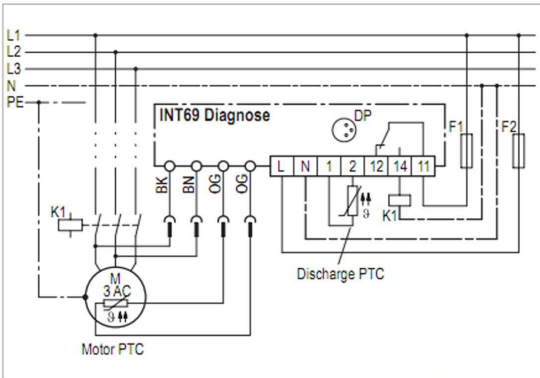 L1
L2
L3
N
PE
INT69 Diagnose
DP
F1
F2
L N 1 2 12 14 11
BK
BN
OG
OG
ϑ
K1
K1
Discharge PTC
M
3 AC
ϑ
Motor PTC